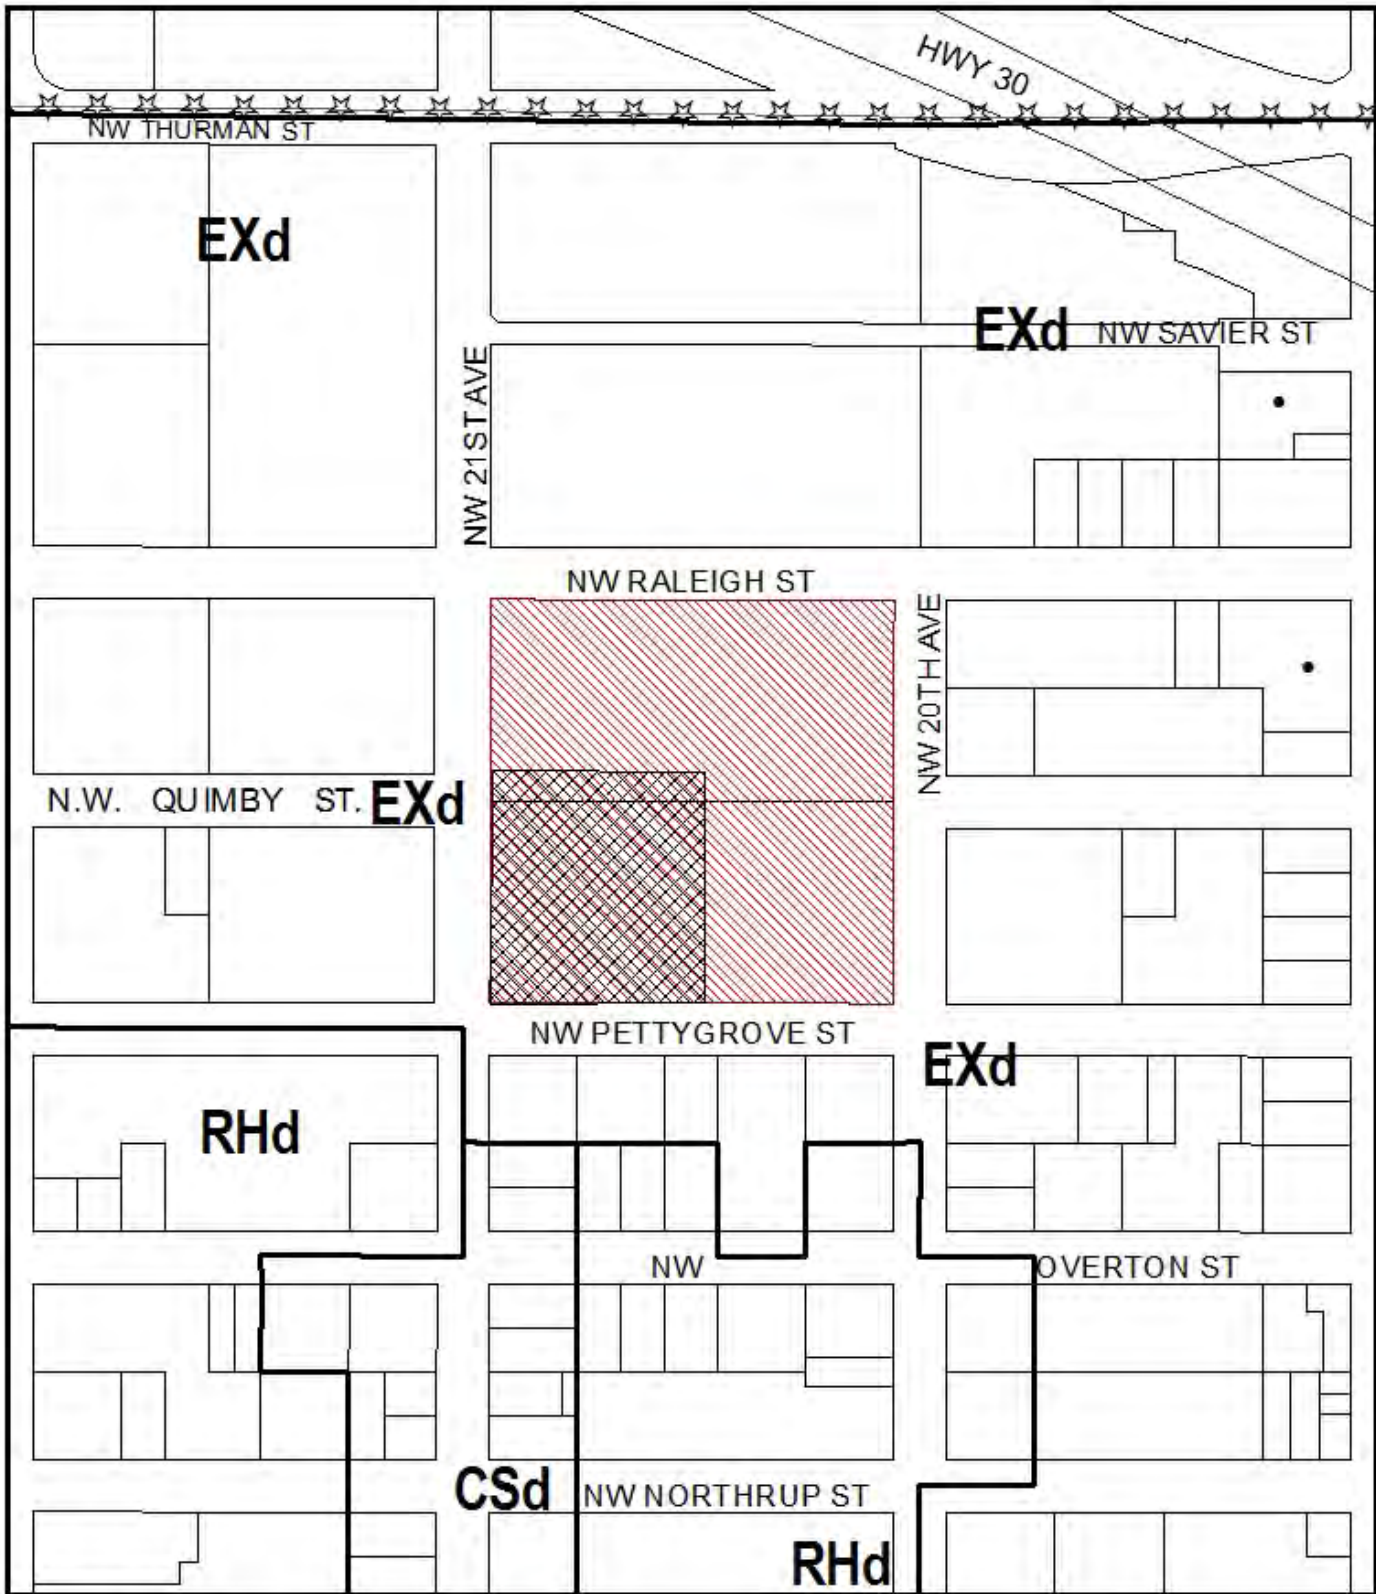 HWY 30
NW THURMAN ST
EXd
EXd
NW SAVIER ST
NW 21ST AVE
NW RALEIGH ST
NW 20TH AVE
N.W. QUIMBY ST.
EXd
NW PETTYGROVE ST
EXd
RHd
NW
OVERTON ST
CSd
NW NORTHRUP ST
RHd